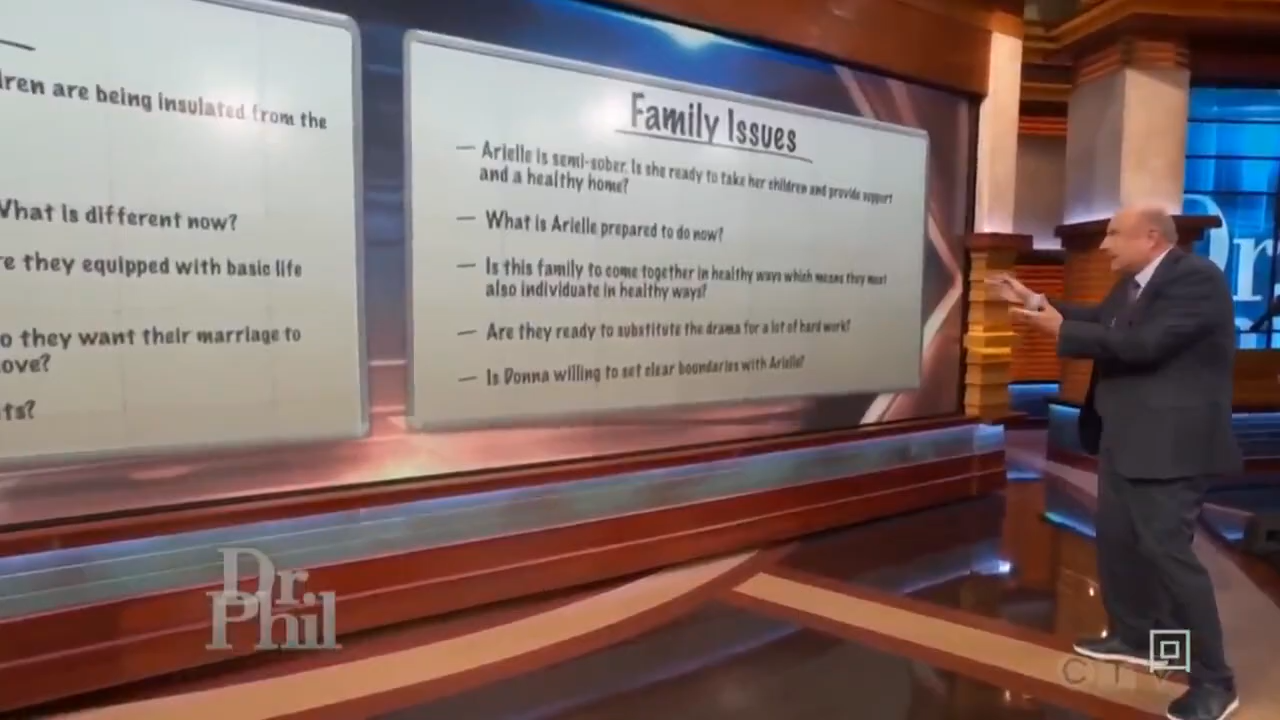 dren are being insulated from the
What is different now?
re they equipped with basic life
o they want their marriage to
ove?
ts?
Family Issues
— Arielle is semi-sober. Is she ready to take her children and provide support
and a healthy home?
— What is Arielle prepared to do now?
— Is this family to come together in healthy ways which means they must
also individuate in healthy ways?
— Are they ready to substitute the drama for a lot of hard work?
— Is Donna willing to set clear boundaries with Arielle?
Dr.
Dr.
Phil
CTV